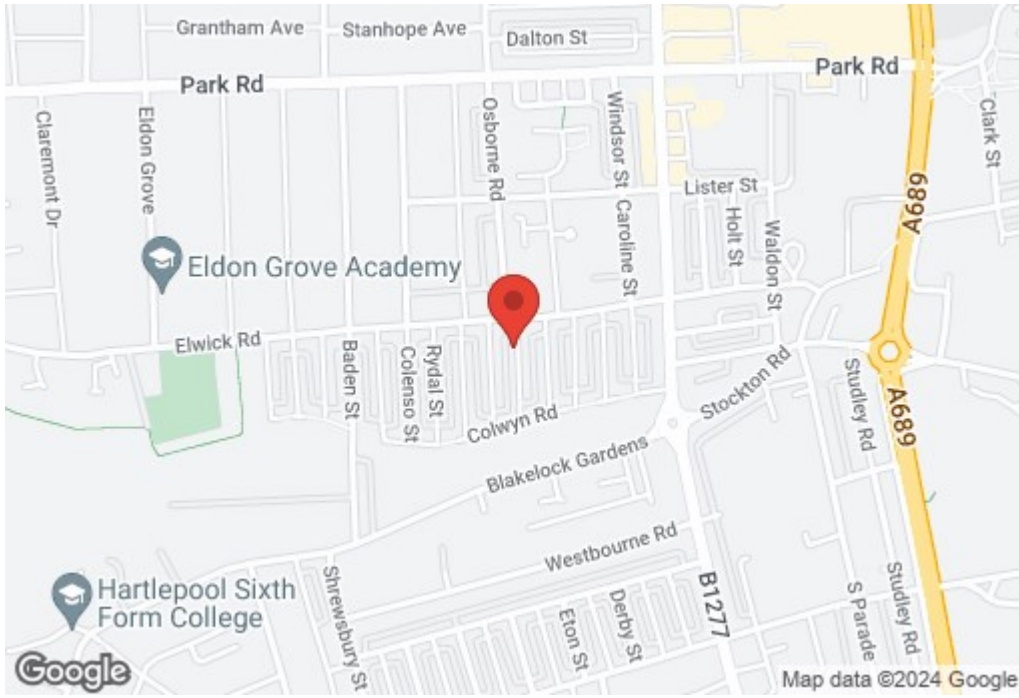 Grantham Ave
Stanhope Ave
Dalton St
Park Rd
Park Rd
Claremont Dr
Eldon Grove
Osborne Rd
Windsor St
Clark St
Lister St
Caroline St
Holt St
Waldon St
A689
Eldon Grove Academy
Elwick Rd
Baden St
Colenso St
Rydal St
Colwyn Rd
Stockton Rd
Studley Rd
A689
Blakelock Gardens
Westbourne Rd
Hartlepool Sixth
Form College
Shrewsbury St
B1277
Eton St
Derby St
S Parade
Studley Rd
Google
Map data ©2024 Google